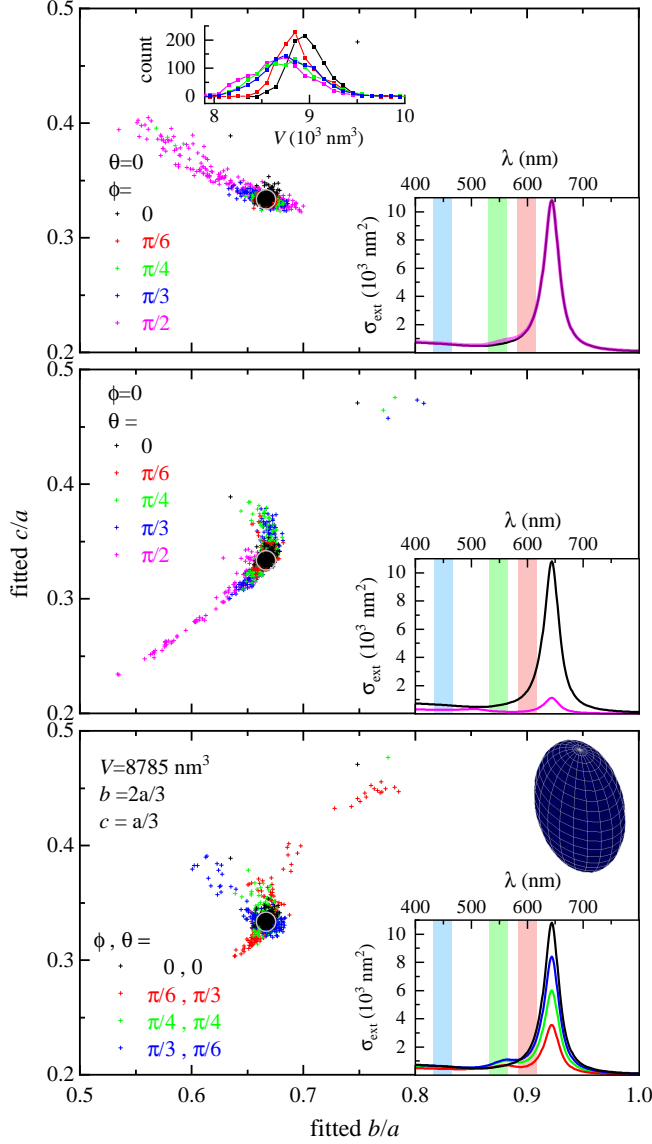 0.5
0.4
0.3
0.2
200
100
0
count
8
9
10
V (10³ nm³)
θ=0
ϕ=
0
π/6
π/4
π/3
π/2
λ (nm)
400
500
600
700
10
8
6
4
2
σext (10³ nm²)
0.5
0.4
0.3
0.2
fitted c/a
ϕ=0
θ =
0
π/6
π/4
π/3
π/2
λ (nm)
400
500
600
700
10
8
6
4
2
σext (10³ nm²)
0.5
0.4
0.3
0.2
V=8785 nm³
b =2a/3
c = a/3
ϕ , θ =
0 , 0
π/6 , π/3
π/4 , π/4
π/3 , π/6
λ (nm)
400
500
600
700
10
8
6
4
2
σext (10³ nm²)
0.5
0.6
0.7
0.8
0.9
1.0
fitted b/a